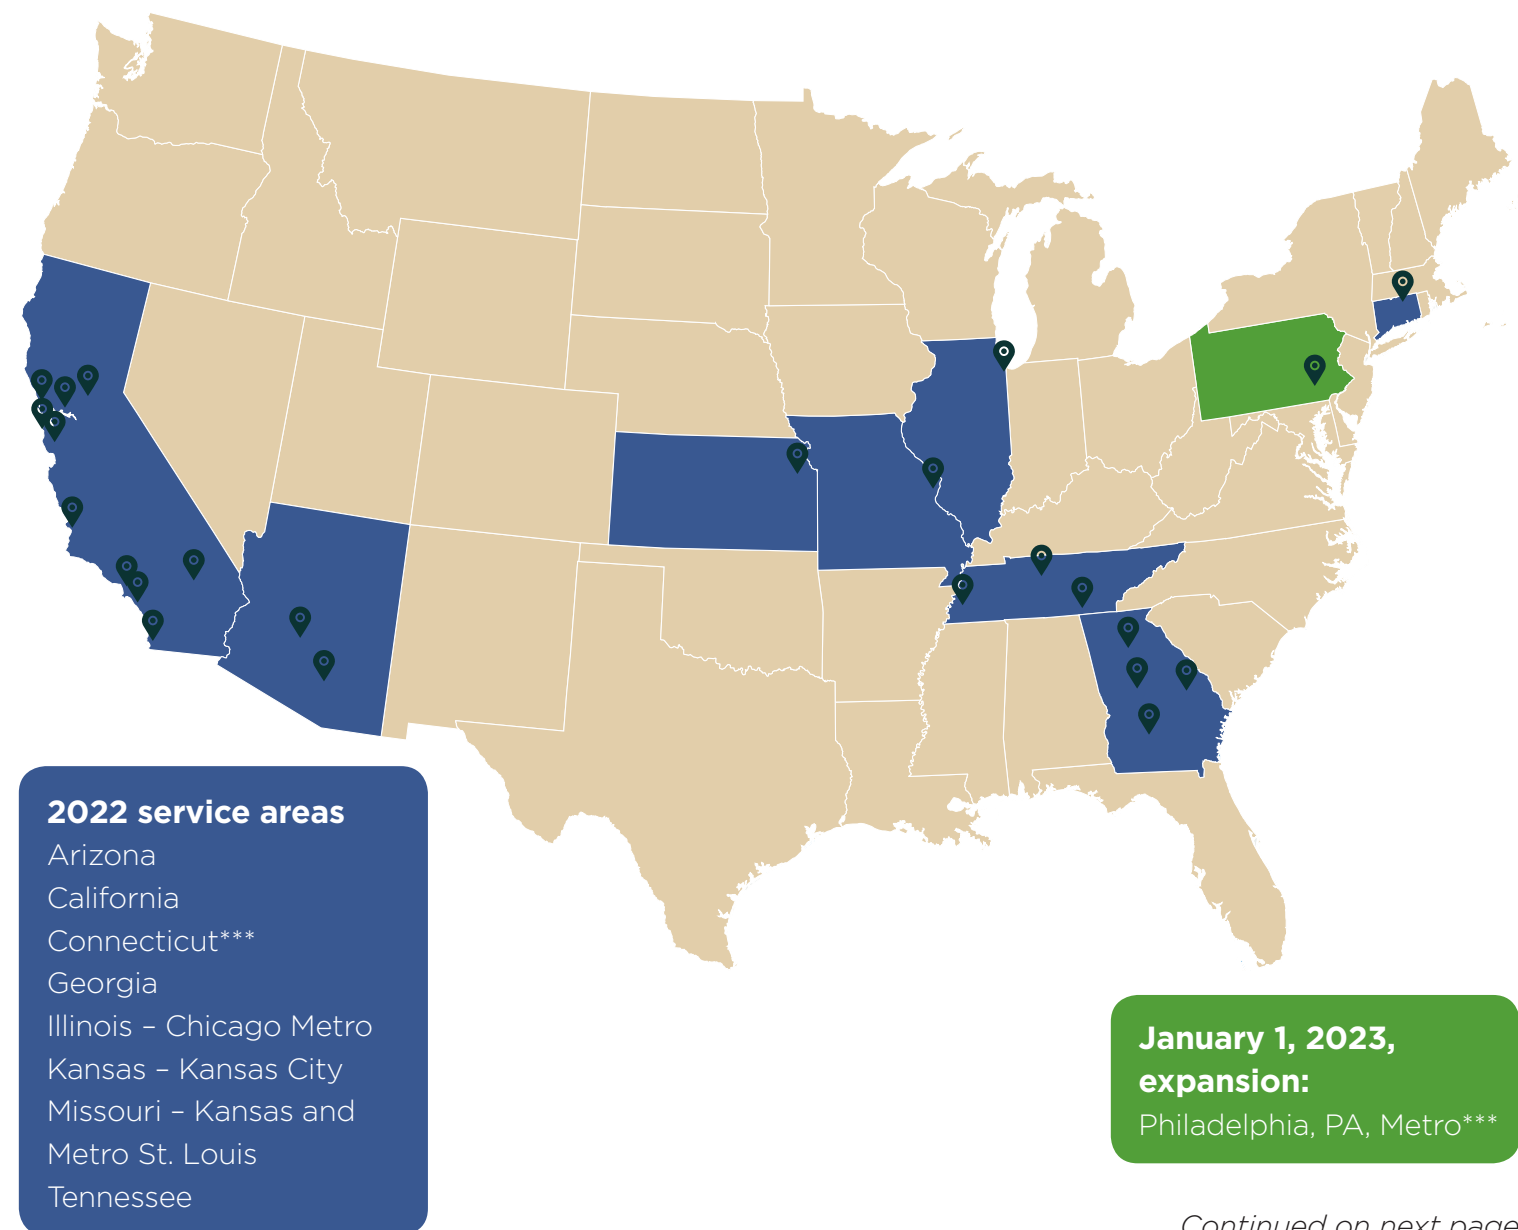 2022 service areas
Arizona
California
Connecticut***
Georgia
Illinois – Chicago Metro
Kansas – Kansas City
Missouri – Kansas and
Metro St. Louis
Tennessee
January 1, 2023,
expansion:
Philadelphia, PA, Metro***
Continued on next page